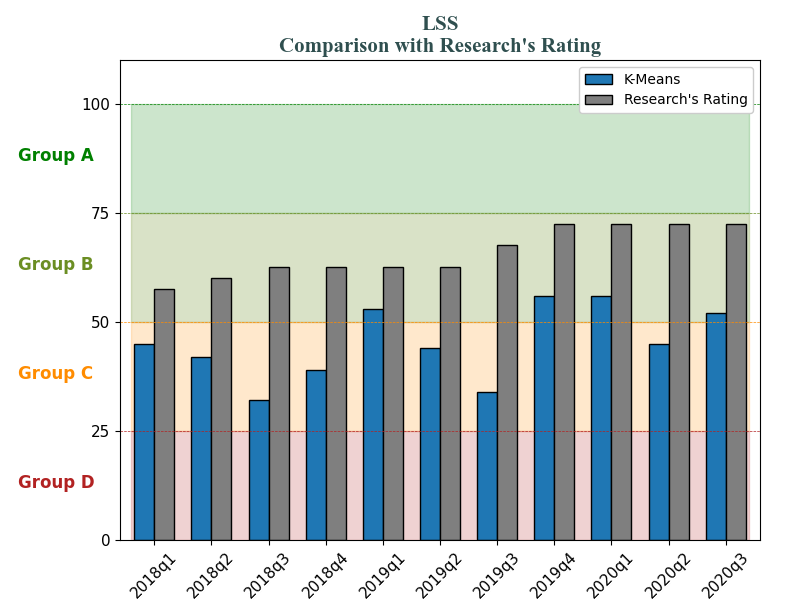 LSS
Comparison with Research's Rating
K-Means
Research's Rating
100
Group A
75
Group B
50
Group C
25
Group D
0
2018q1
2018q2
2018q3
2018q4
2019q1
2019q2
2019q3
2019q4
2020q1
2020q2
2020q3